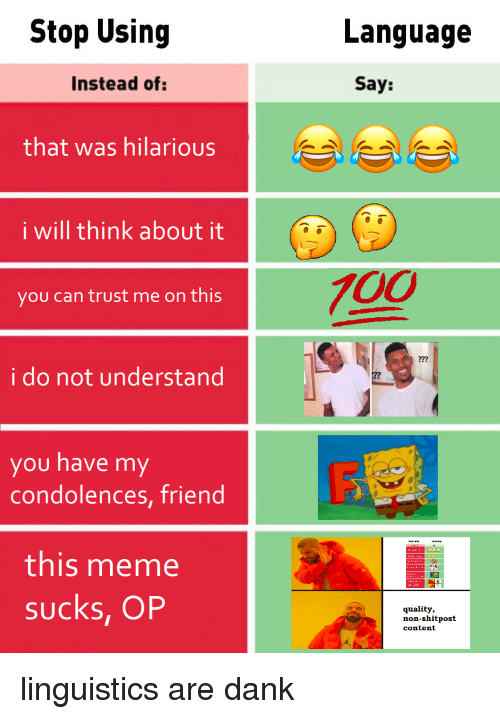 Stop Using Language
Instead of: Say:
that was hilarious
i will think about it
you can trust me on this
100
i do not understand
???
???
you have my
condolences, friend
F
this meme
sucks, OP
quality,
non-shitpost
content
linguistics are dank